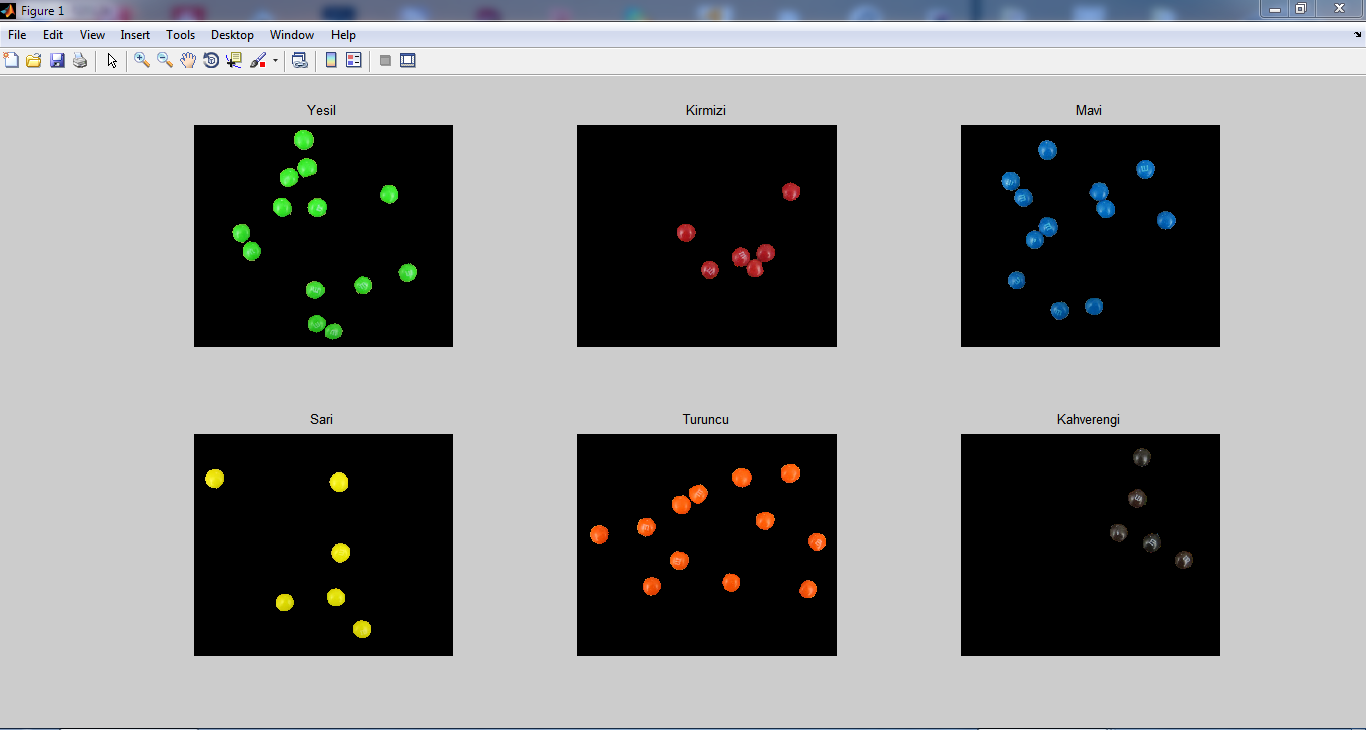 Figure 1
File Edit View Insert Tools Desktop Window Help
Yesil Kirmizi Mavi
Sari Turuncu Kahverengi